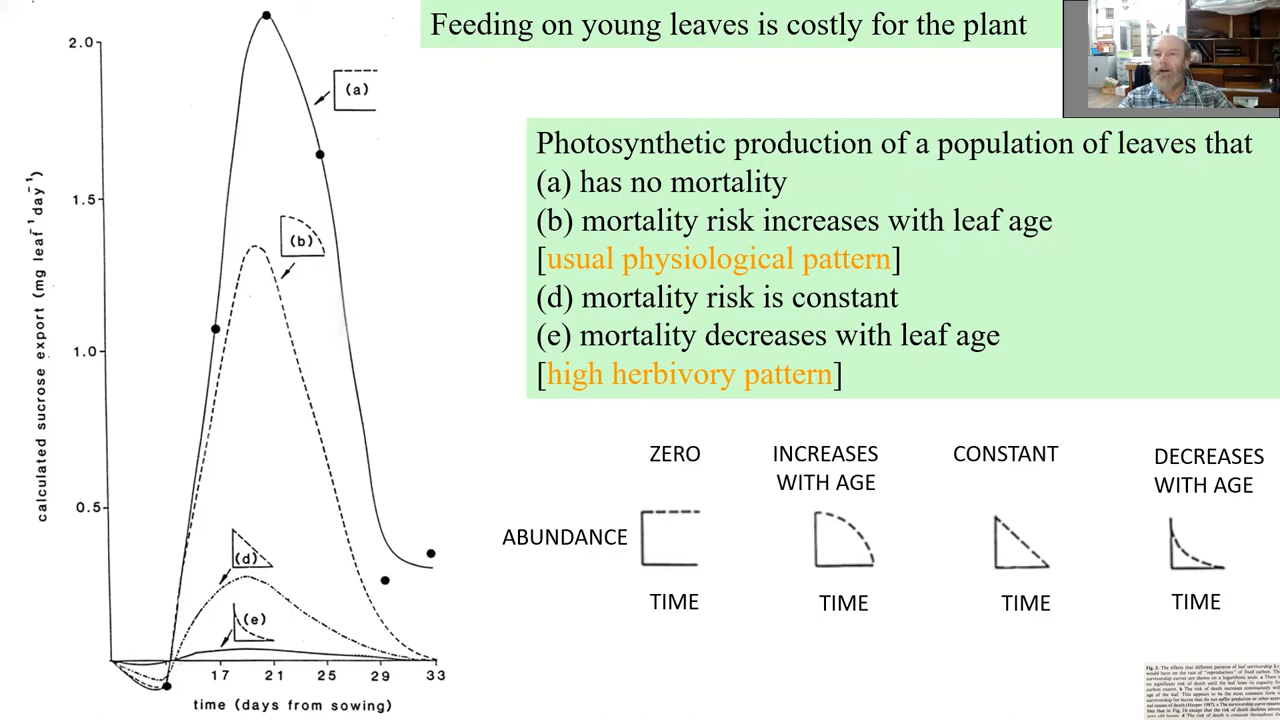 Feeding on young leaves is costly for the plant
2.0
1.5
1.0
0.5
calculated sucrose export (mg leaf⁻¹ day⁻¹)
(a)
(b)
(d)
(e)
17 21 25 29 33
time (days from sowing)
Photosynthetic production of a population of leaves that
(a) has no mortality
(b) mortality risk increases with leaf age
[usual physiological pattern]
(d) mortality risk is constant
(e) mortality decreases with leaf age
[high herbivory pattern]
ZERO
INCREASES
WITH AGE
CONSTANT
DECREASES
WITH AGE
ABUNDANCE
TIME
TIME
TIME
TIME